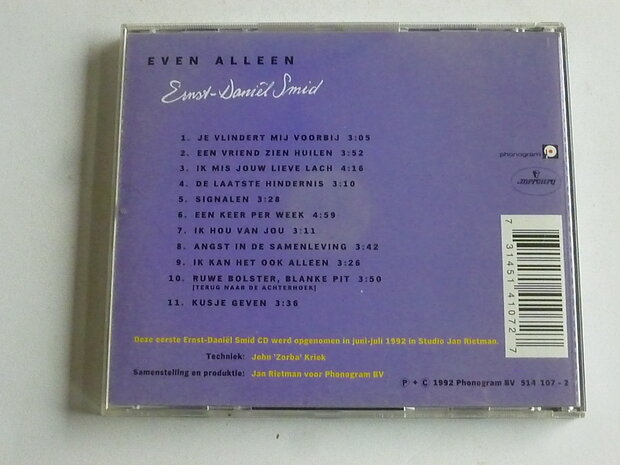 EVEN ALLEEN
Ernst-Daniël Smid
1. JE VLINDERT MIJ VOORBIJ 3:05
2. EEN VRIEND ZIEN HUILEN 3:52
3. IK MIS JOUW LIEVE LACH 4:16
4. DE LAATSTE HINDERNIS 3:10
5. SIGNALEN 3:28
6. EEN KEER PER WEEK 4:59
7. IK HOU VAN JOU 3:11
8. ANGST IN DE SAMENLEVING 3:42
9. IK KAN HET OOK ALLEEN 3:26
10. RUWE BOLSTER, BLANKE PIT 3:50
[TERUG NAAR DE ACHTERHOEK]
11. KUSJE GEVEN 3:36
phonogram
mercury
7 31451 41072 7
Deze eerste Ernst-Daniël Smid CD werd opgenomen in juni-juli 1992 in Studio Jan Rietman.
Techniek: John 'Zorba' Kriek
Samenstelling en produktie: Jan Rietman voor Phonogram BV
Ⓟ + Ⓒ 1992 Phonogram BV 514 107-2